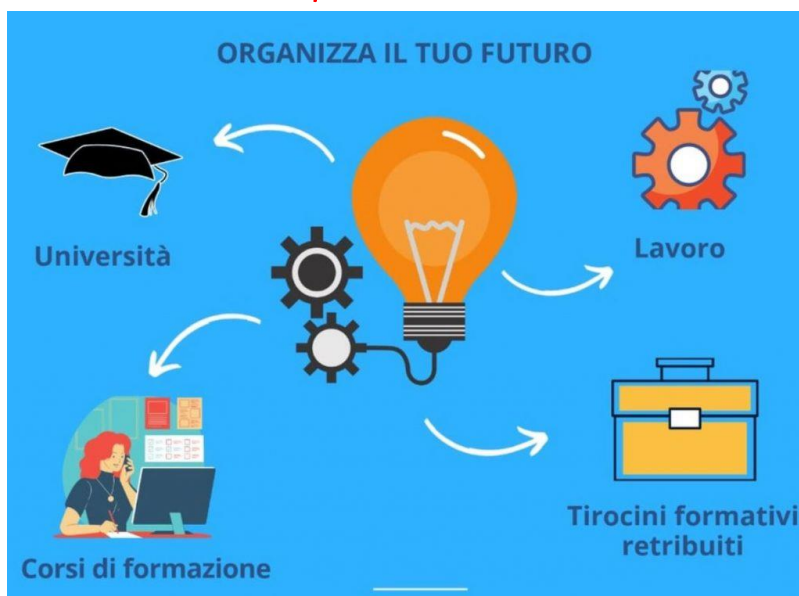 ORGANIZZA IL TUO FUTURO
Università
Lavoro
Corsi di formazione
Tirocini formativi
retribuiti